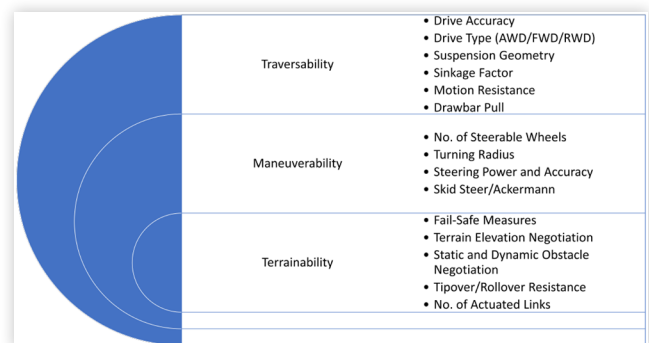 Traversability
• Drive Accuracy
• Drive Type (AWD/FWD/RWD)
• Suspension Geometry
• Sinkage Factor
• Motion Resistance
• Drawbar Pull
Maneuverability
• No. of Steerable Wheels
• Turning Radius
• Steering Power and Accuracy
• Skid Steer/Ackermann
Terrainability
• Fail-Safe Measures
• Terrain Elevation Negotiation
• Static and Dynamic Obstacle
Negotiation
• Tipover/Rollover Resistance
• No. of Actuated Links